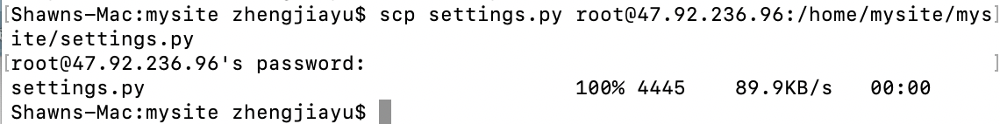 [Shawns-Mac:mysite zhengjiayu$ scp settings.py root@47.92.236.96:/home/mysite/mys]
ite/settings.py
[root@47.92.236.96's password: ]
settings.py 100% 4445 89.9KB/s 00:00
Shawns-Mac:mysite zhengjiayu$